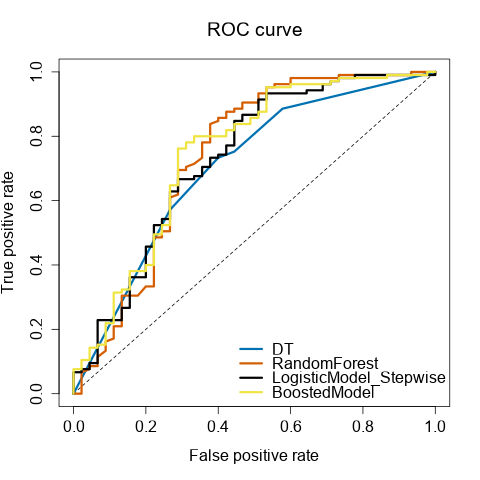 ROC curve
True positive rate
1.0
0.8
0.6
0.4
0.2
0.0
DT
RandomForest
LogisticModel_Stepwise
BoostedModel
0.0 0.2 0.4 0.6 0.8 1.0
False positive rate